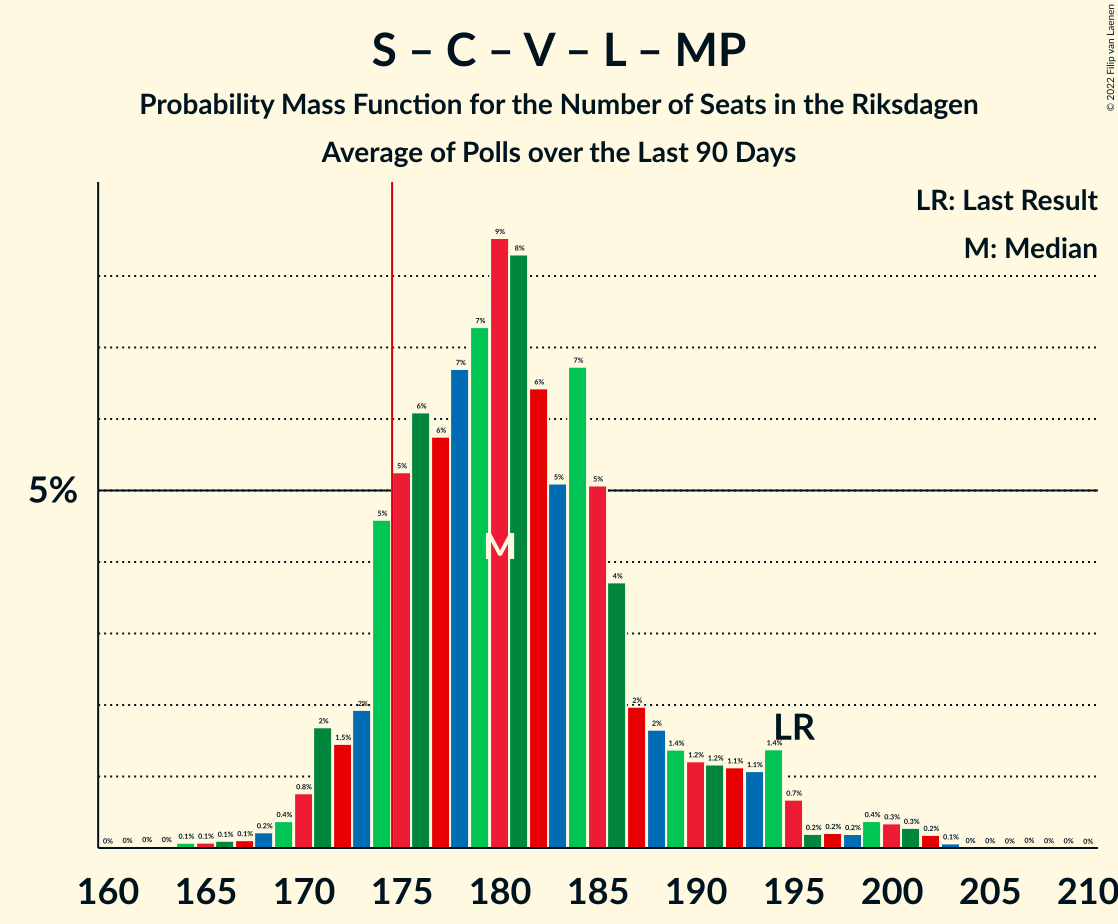 S – C – V – L – MP
Probability Mass Function for the Number of Seats in the Riksdagen
Average of Polls over the Last 90 Days
© 2022 Filip van Laenen
LR: Last Result
M: Median
5%
0% 0% 0% 0% 0.1% 0.1% 0.1% 0.1% 0.2% 0.4% 0.8% 2% 1.5% 2% 5% 5% 6% 6% 7% 7% 9% 8% 6% 5% 7% 5% 4% 2% 2% 1.4% 1.2% 1.2% 1.1% 1.1% 1.4% 0.7% 0.2% 0.2% 0.2% 0.4% 0.3% 0.3% 0.2% 0.1% 0% 0% 0% 0% 0% 0% 0%
M
LR
160 165 170 175 180 185 190 195 200 205 210